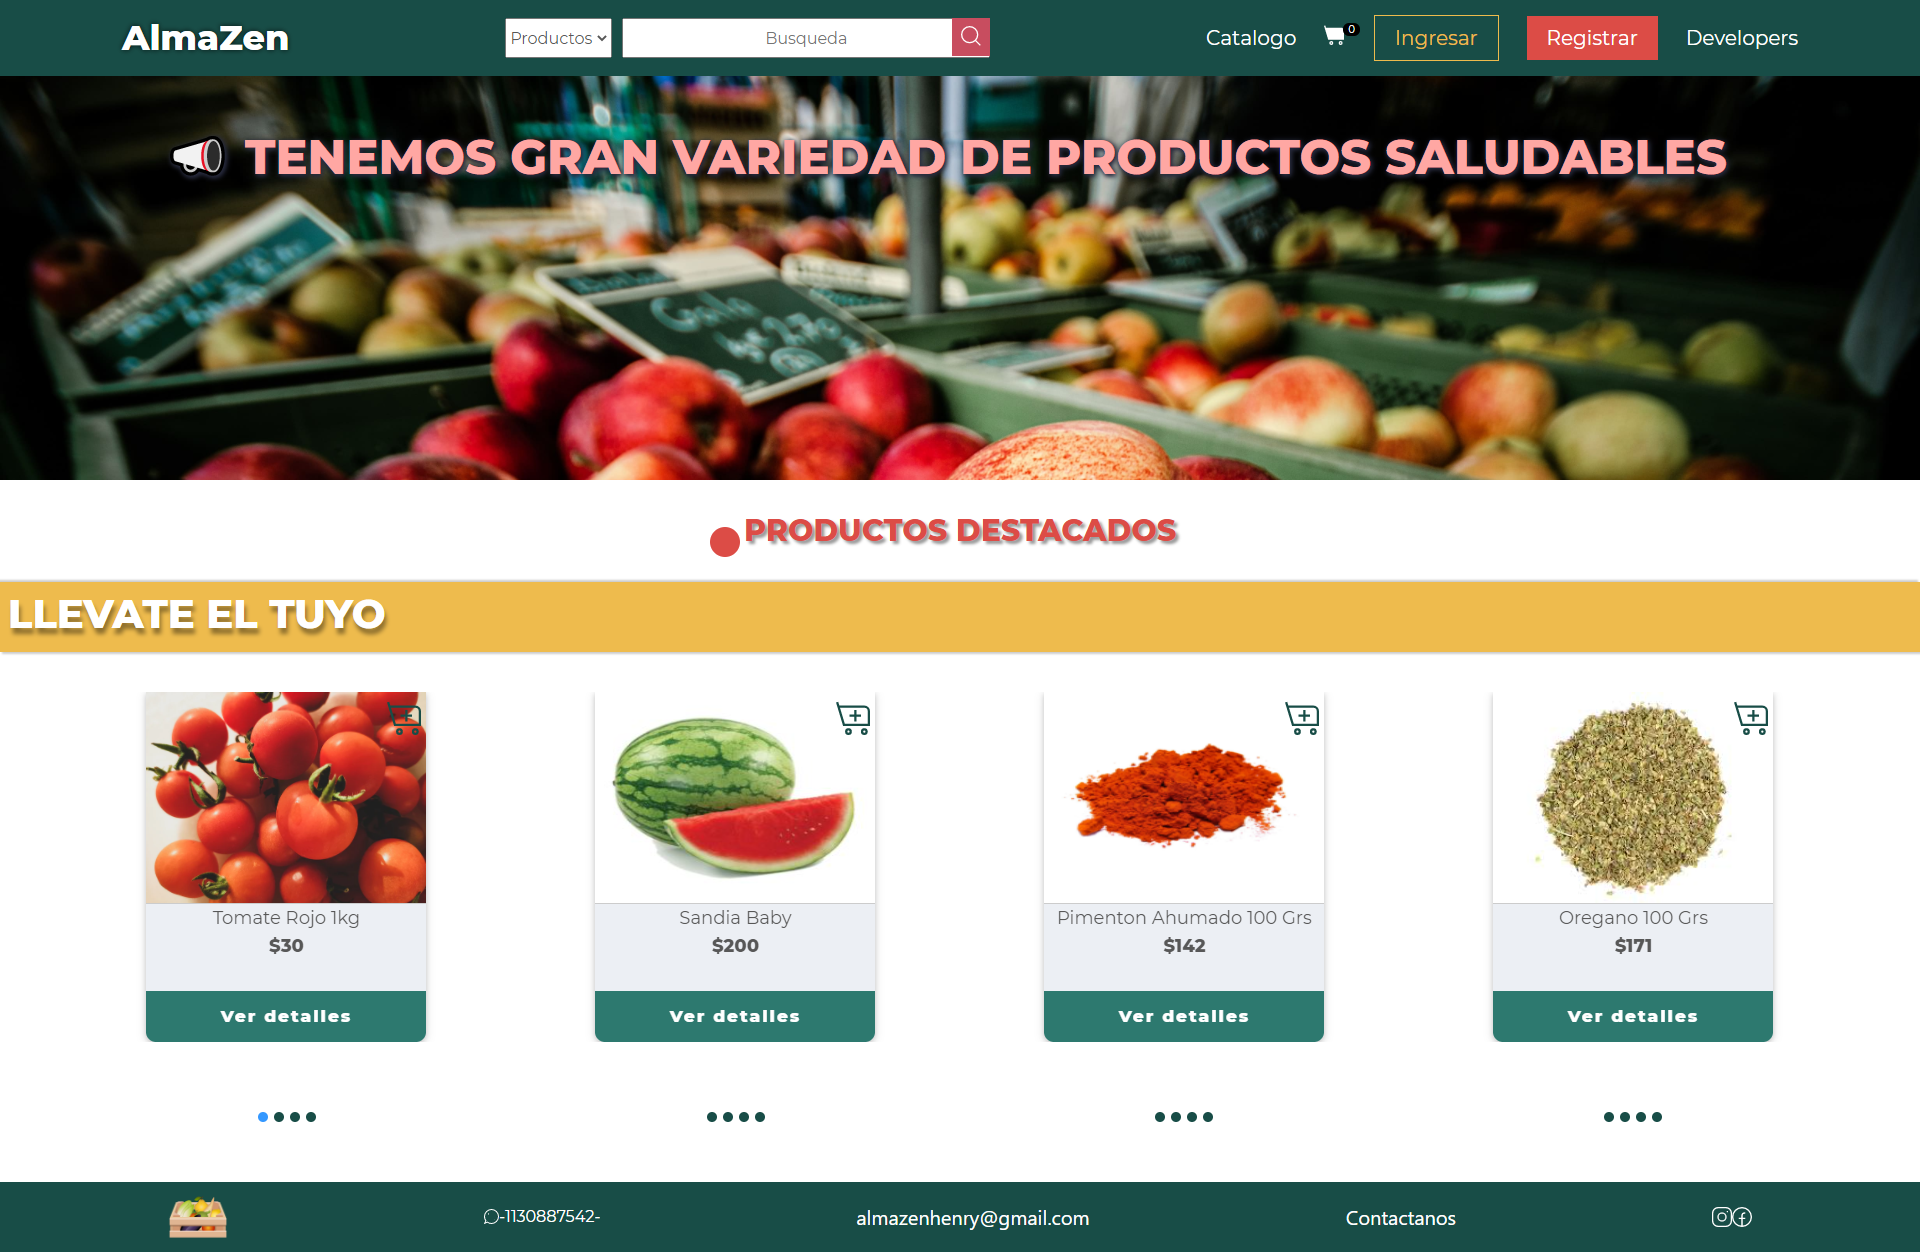 AlmaZen
Productos
Busqueda
Catalogo
0
Ingresar
Registrar
Developers
TENEMOS GRAN VARIEDAD DE PRODUCTOS SALUDABLES
Gala
PRODUCTOS DESTACADOS
LLEVATE EL TUYO
Tomate Rojo 1kg
$30
Ver detalles
Sandia Baby
$200
Ver detalles
Pimenton Ahumado 100 Grs
$142
Ver detalles
Oregano 100 Grs
$171
Ver detalles
-1130887542-
almazenhenry@gmail.com
Contactanos